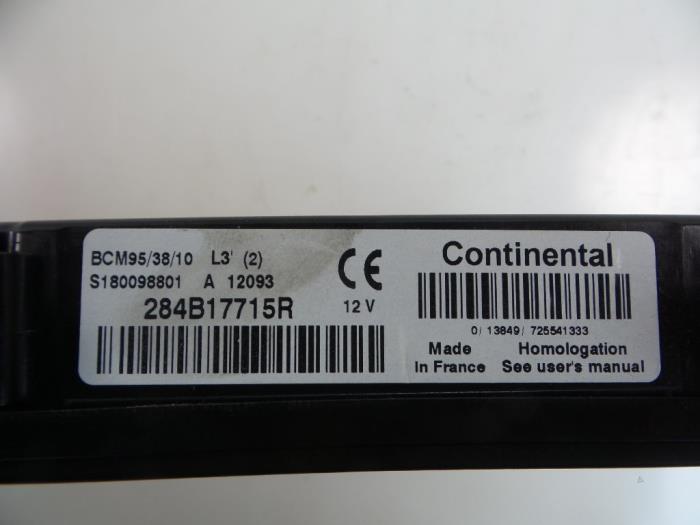 BCM95/38/10 L3' (2)
S180098801 A 12093
284B17715R
CE
12 V
Continental
0/ 13849/ 725541333
Made
In France
Homologation
See user's manual